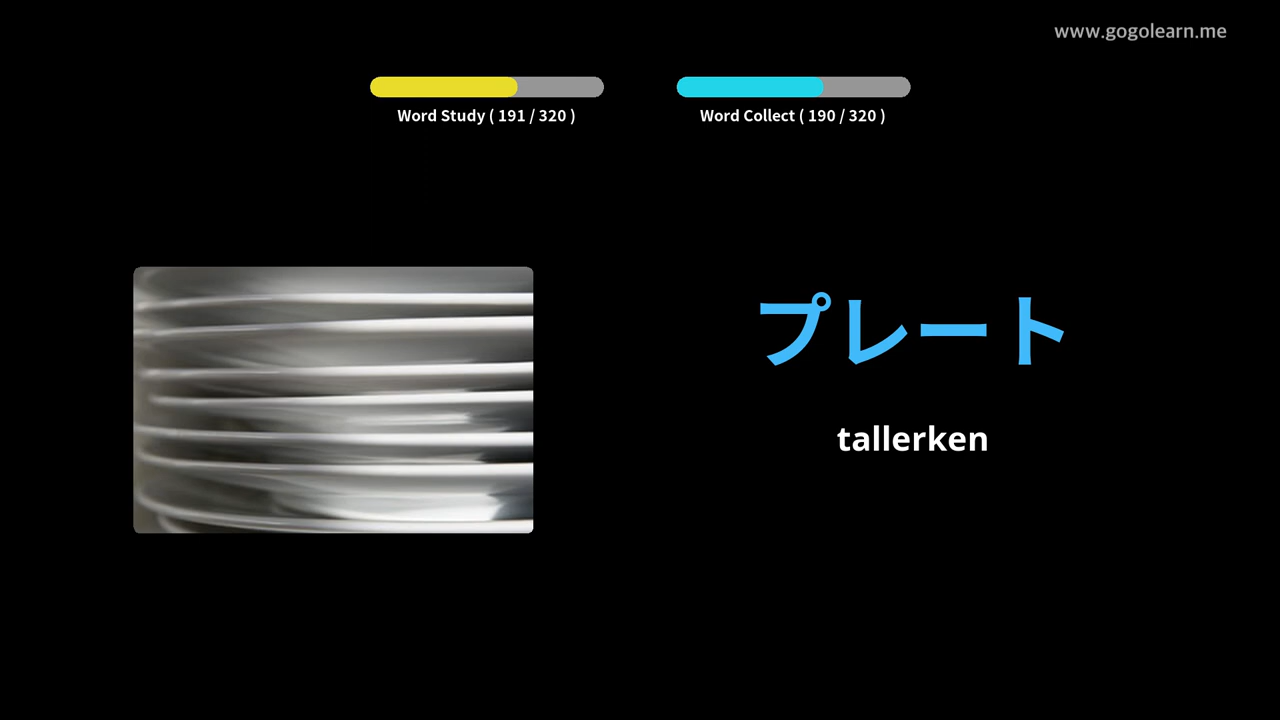 www.gogolearn.me
Word Study ( 191 / 320 )
Word Collect ( 190 / 320 )
プレート
tallerken